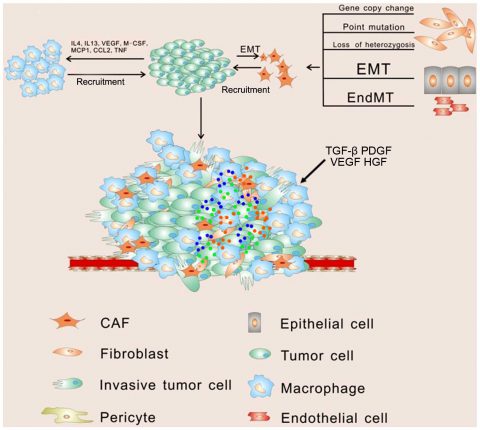 Gene copy change
Point mutation
Loss of heterozygosis
EMT
EndMT
IL4, IL13, VEGF, M-CSF,
MCP1, CCL2, TNF
Recruitment
EMT
Recruitment
TGF-β PDGF
VEGF HGF
CAF
Epithelial cell
Fibroblast
Tumor cell
Invasive tumor cell
Macrophage
Pericyte
Endothelial cell